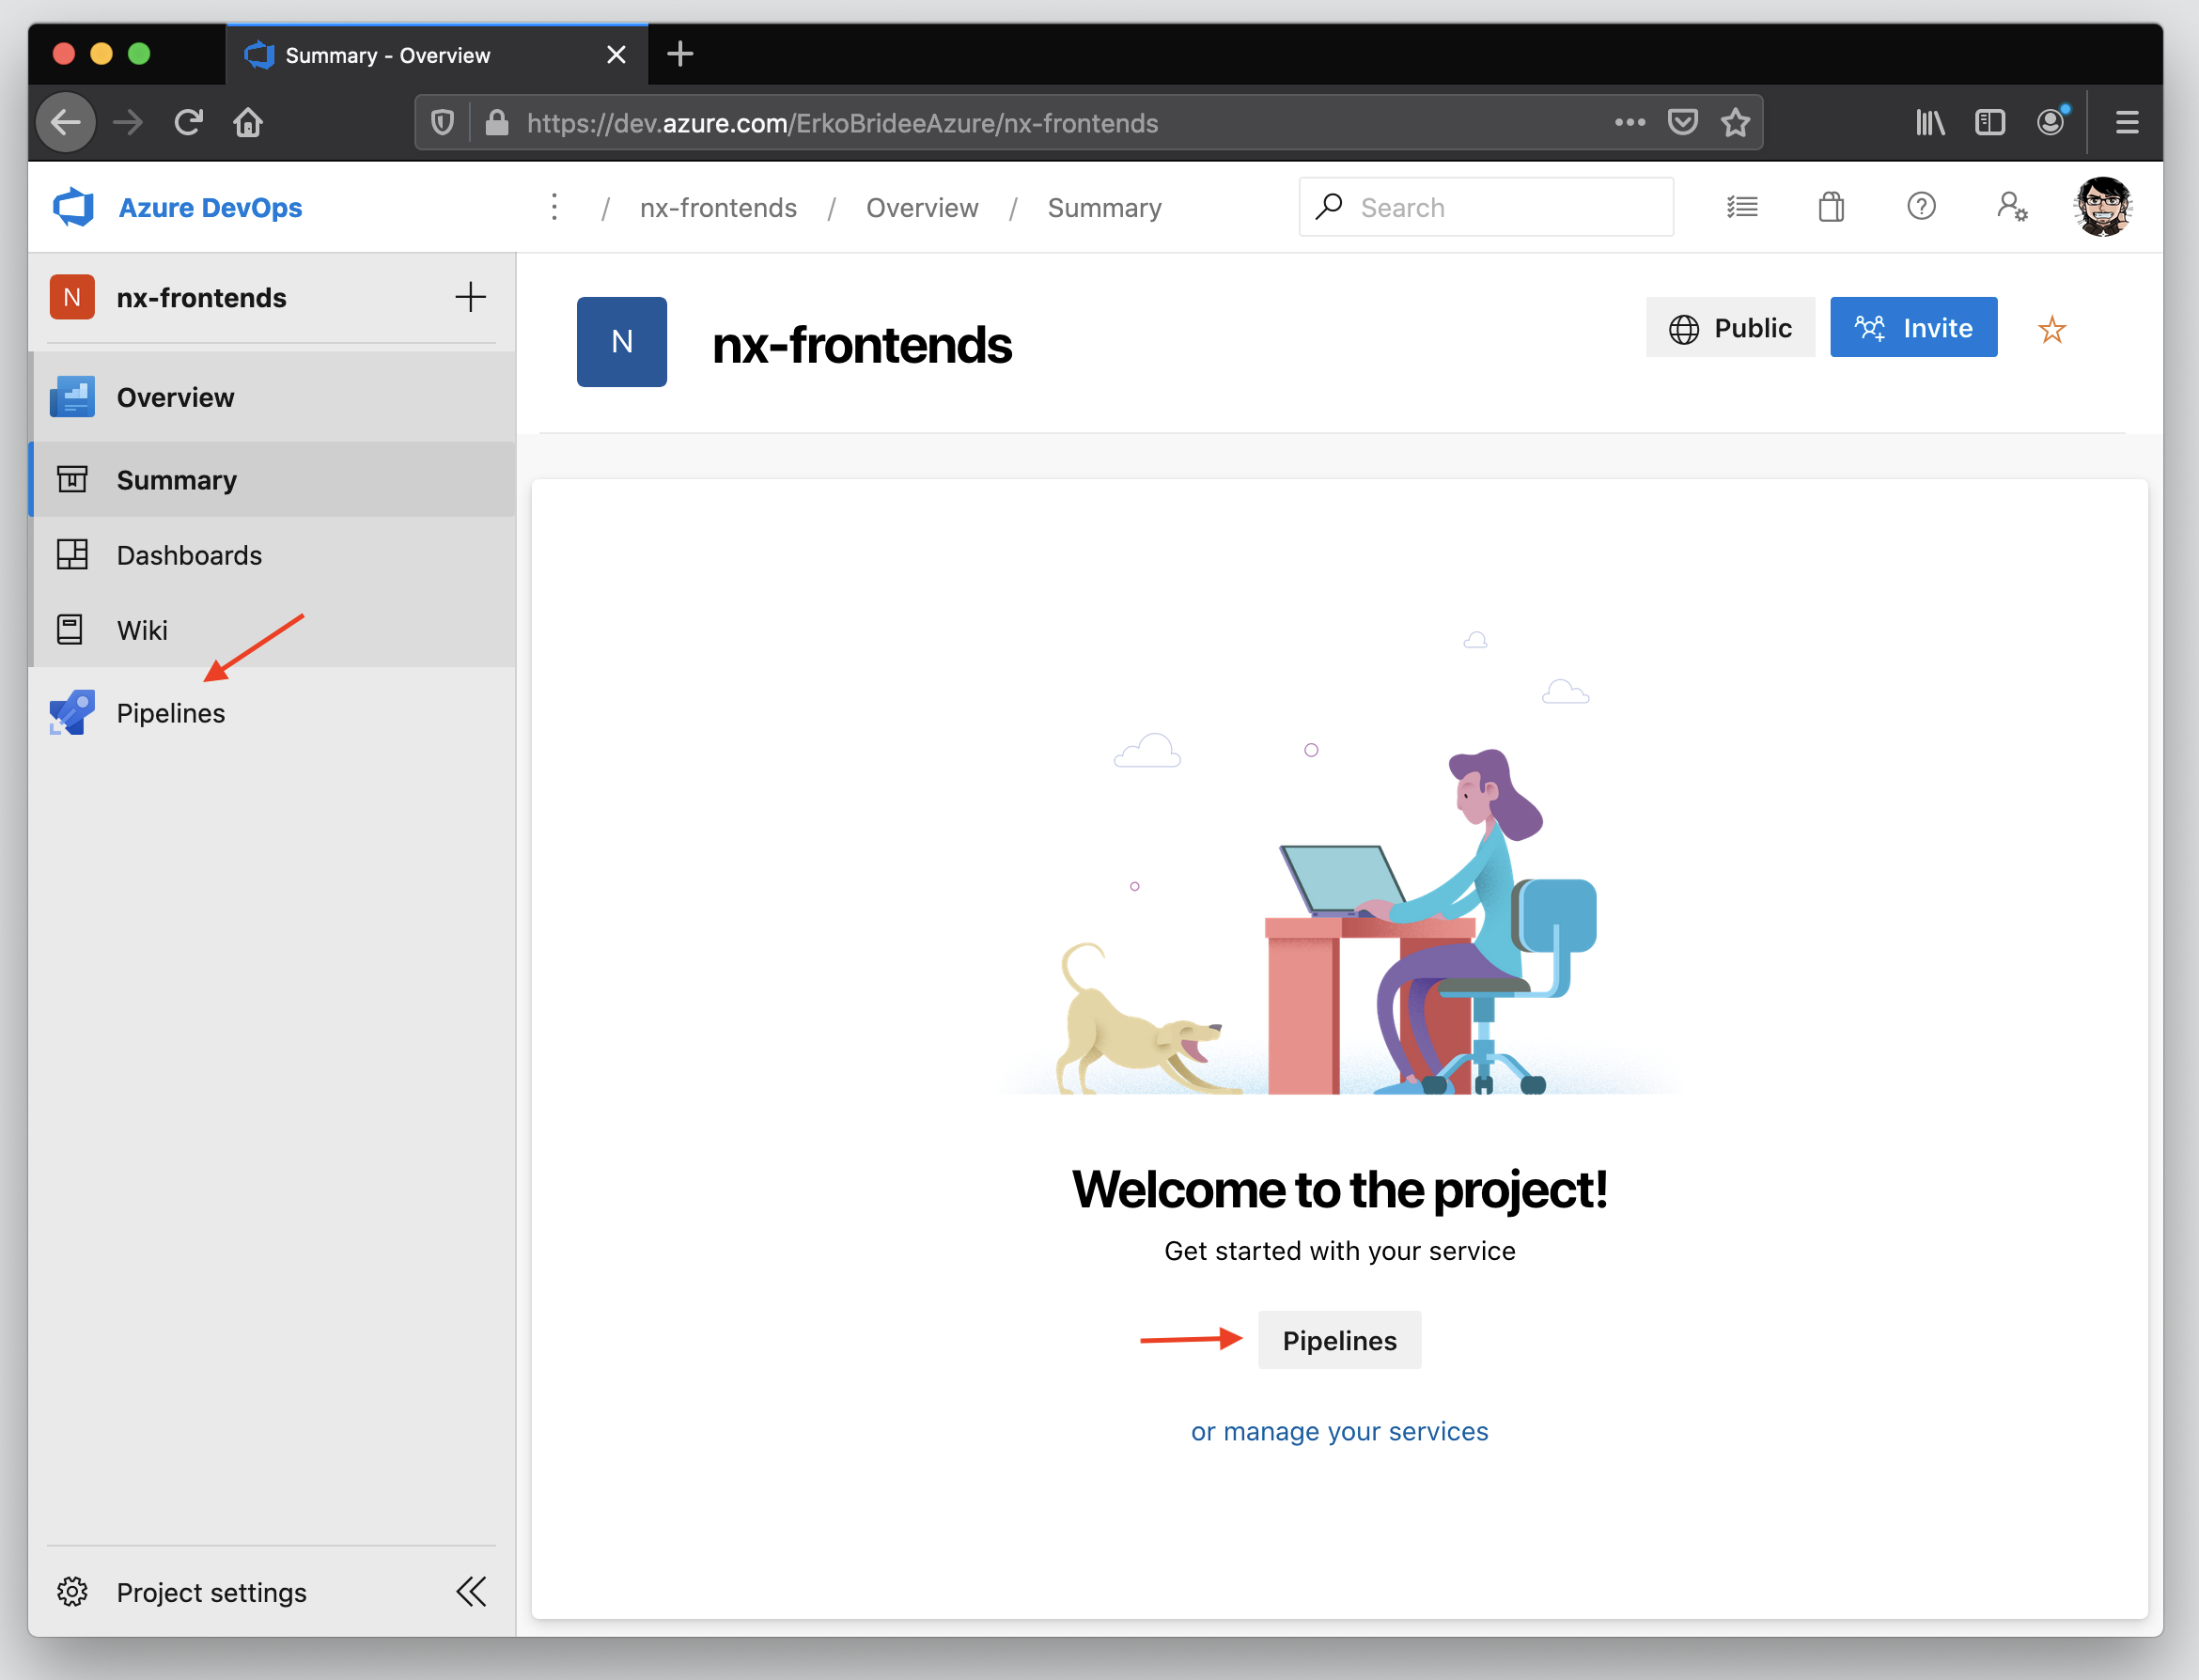 Summary - Overview
https://dev.azure.com/ErkoBrideeAzure/nx-frontends
Azure DevOps
/ nx-frontends / Overview / Summary
Search
N nx-frontends
N nx-frontends
Public
Invite
Overview
Summary
Dashboards
Wiki
Pipelines
Welcome to the project!
Get started with your service
Pipelines
or manage your services
Project settings